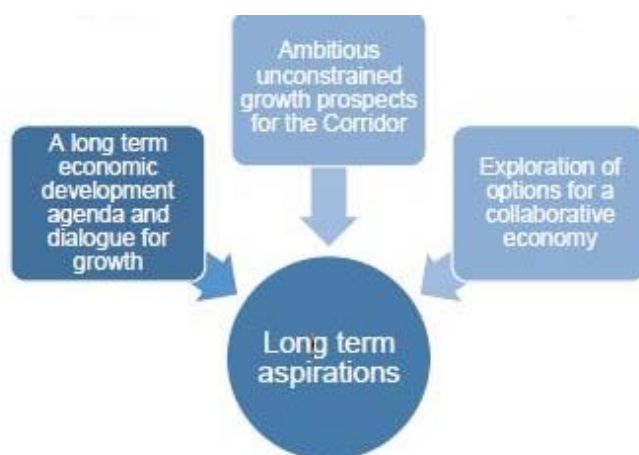 Ambitious
unconstrained
growth prospects
for the Corridor
A long term
economic
development
agenda and
dialogue for
growth
Exploration of
options for a
collaborative
economy
Long term
aspirations